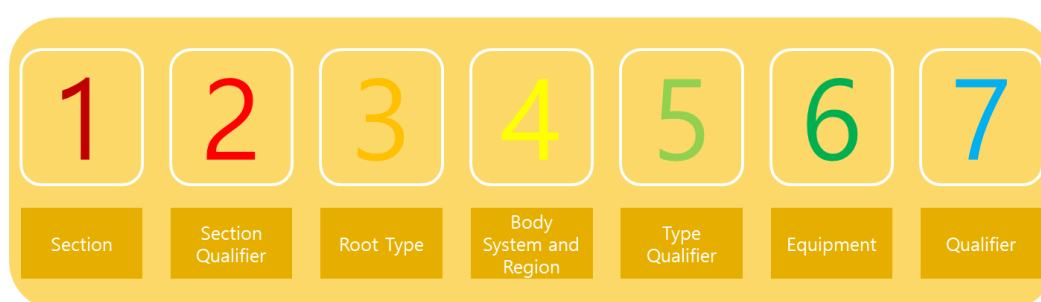 1 2 3 4 5 6 7
Section
Section
Qualifier
Root Type
Body
System and
Region
Type
Qualifier
Equipment
Qualifier